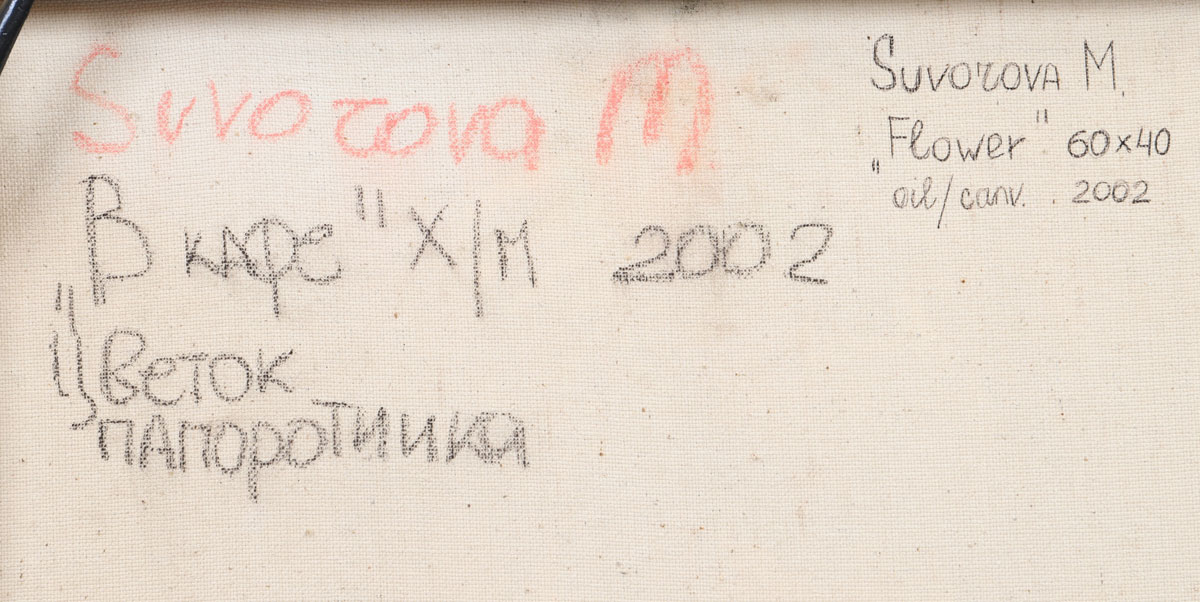 Suvorova M
В кафе" х/м 2002
"Цветок
папоротника
Suvorova M.
„Flower" 60x40
oil/canv. 2002